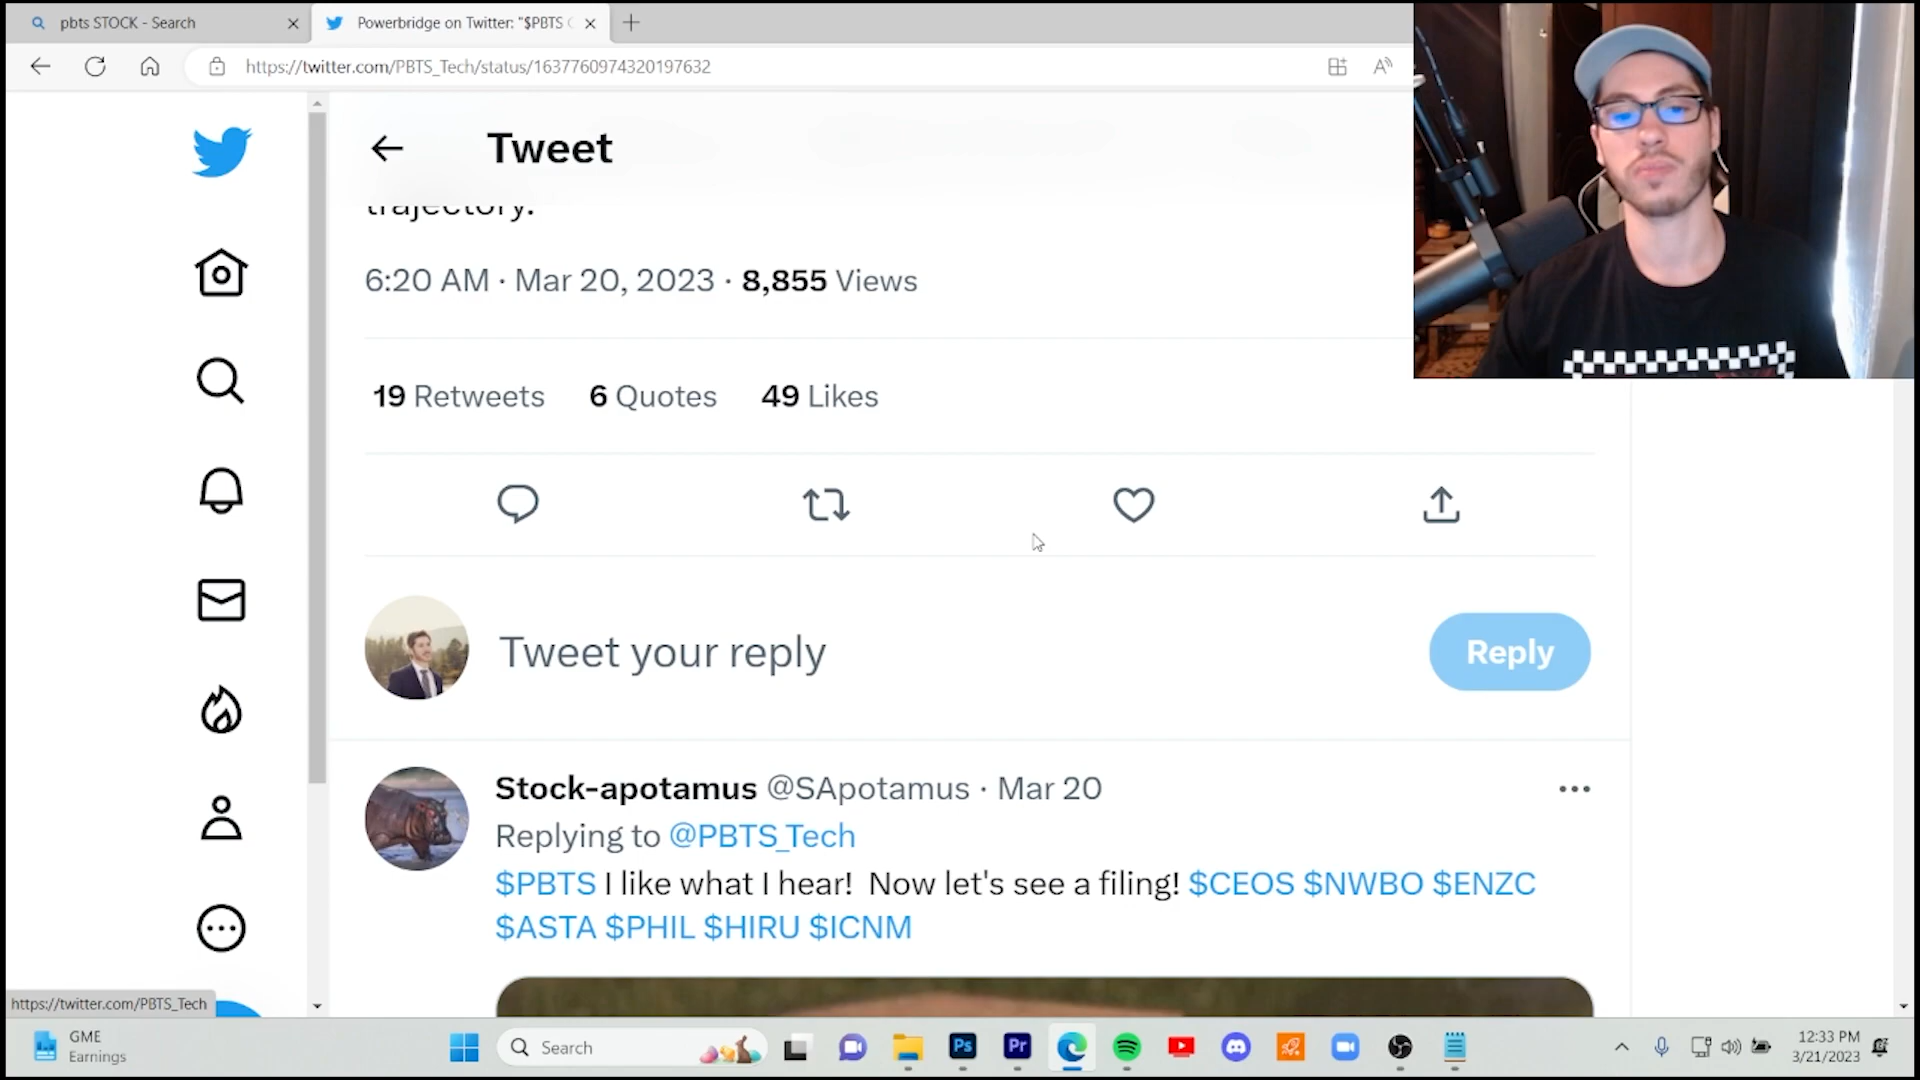 pbts STOCK - Search
Powerbridge on Twitter: "$PBTS
https://twitter.com/PBTS_Tech/status/1637760974320197632
Tweet
trajectory.
6:20 AM · Mar 20, 2023 · 8,855 Views
19 Retweets 6 Quotes 49 Likes
Tweet your reply
Reply
Stock-apotamus @SApotamus · Mar 20
Replying to @PBTS_Tech
$PBTS I like what I hear! Now let's see a filing! $CEOS $NWBO $ENZC
$ASTA $PHIL $HIRU $ICNM
https://twitter.com/PBTS_Tech
GME
Earnings
Search
Ps
Pr
12:33 PM
3/21/2023